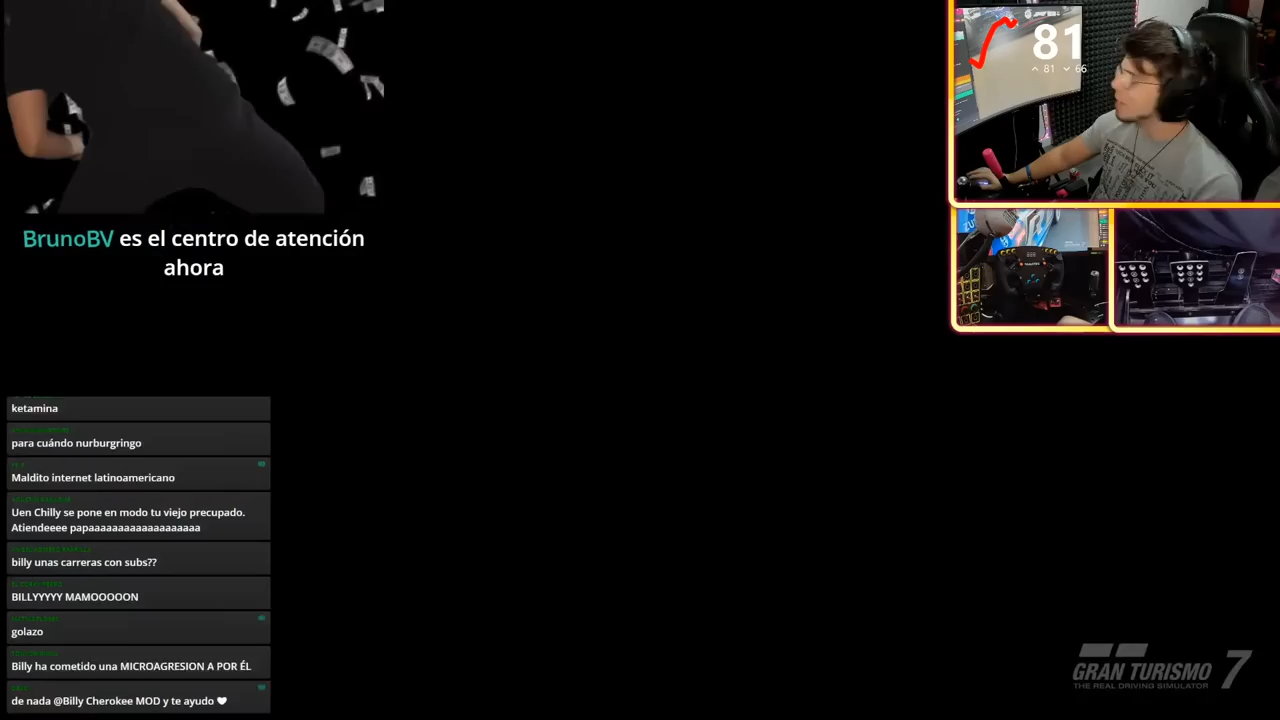 81
81 66
BrunoBV es el centro de atención
ahora
ketamina
para cuándo nurburgringo
Maldito internet latinoamericano
Uen Chilly se pone en modo tu viejo precupado.
Atiendeeee papaaaaaaaaaaaaaaaaaaa
billy unas carreras con subs??
BILLYYYYY MAMOOOOON
golazo
Billy ha cometido una MICROAGRESION A POR ÉL
de nada @Billy Cherokee MOD y te ayudo
GRAN TURISMO 7
THE REAL DRIVING SIMULATOR